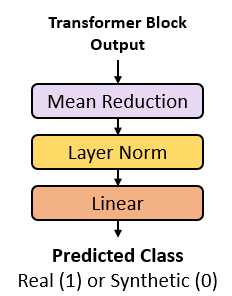 Transformer Block
Output
Mean Reduction
Layer Norm
Linear
Predicted Class
Real (1) or Synthetic (0)